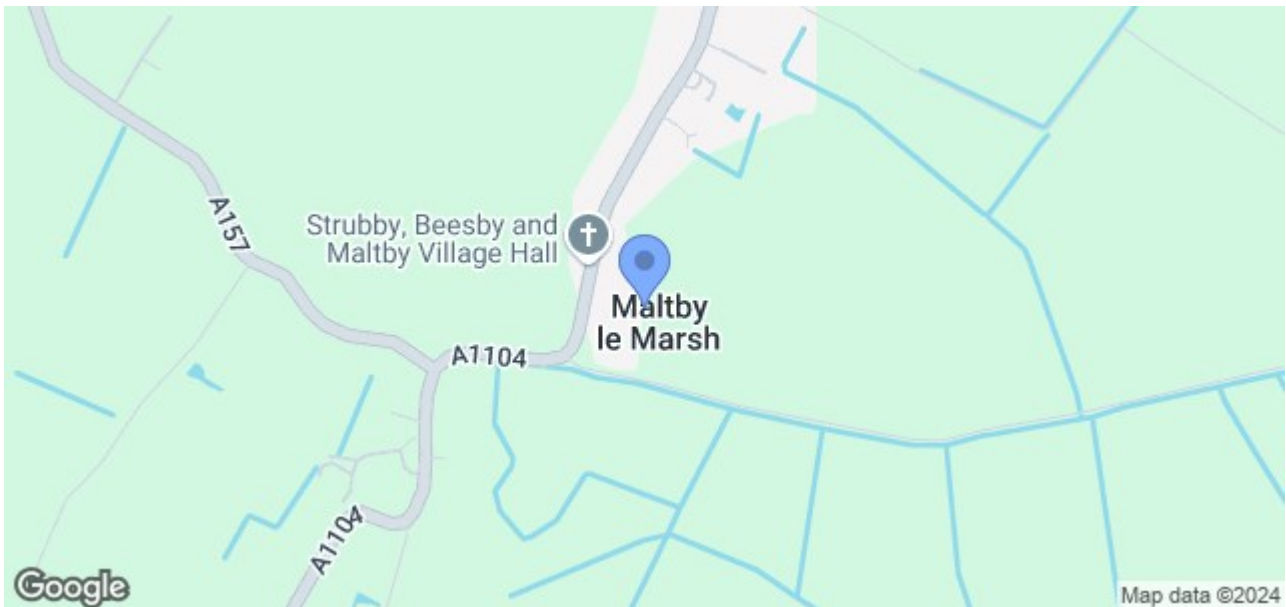 A157
Strubby, Beesby and
Maltby Village Hall
Maltby
le Marsh
A1104
A1104
Google
Map data ©2024